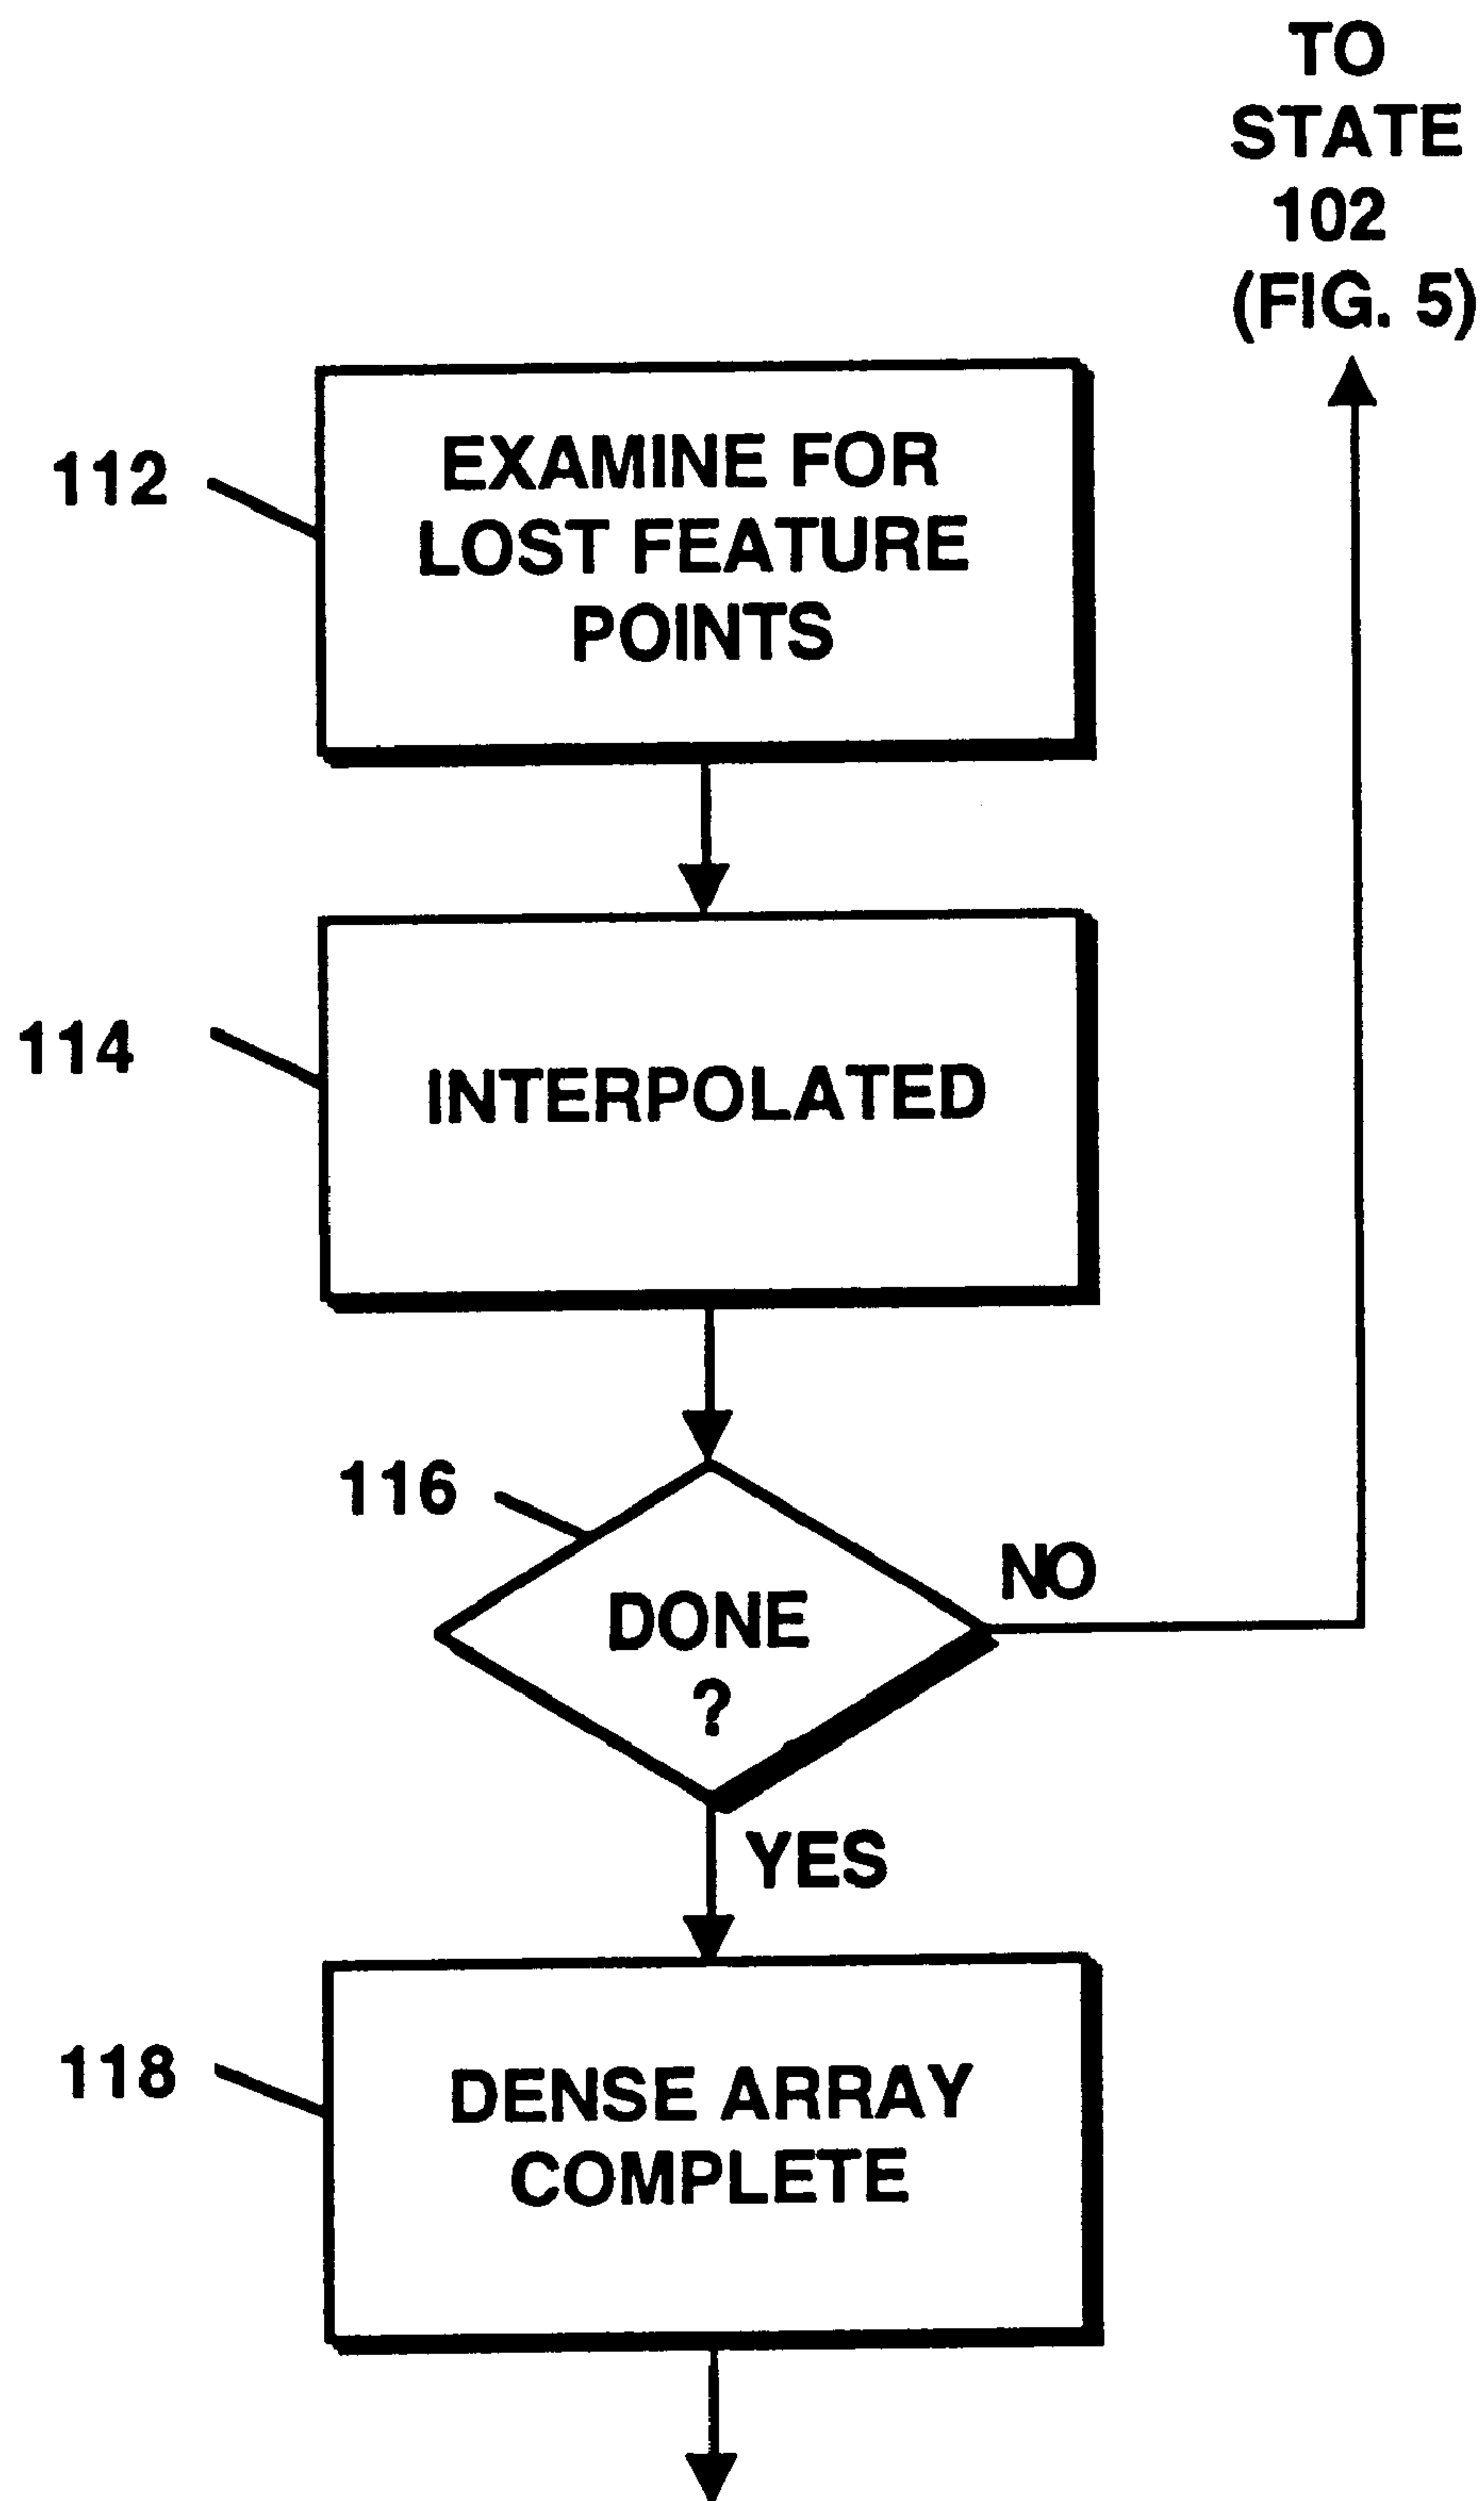 TO
STATE
102
(FIG. 5)
112
EXAMINE FOR
LOST FEATURE
POINTS
114
INTERPOLATED
116
DONE
?
NO
YES
118
DENSE ARRAY
COMPLETE